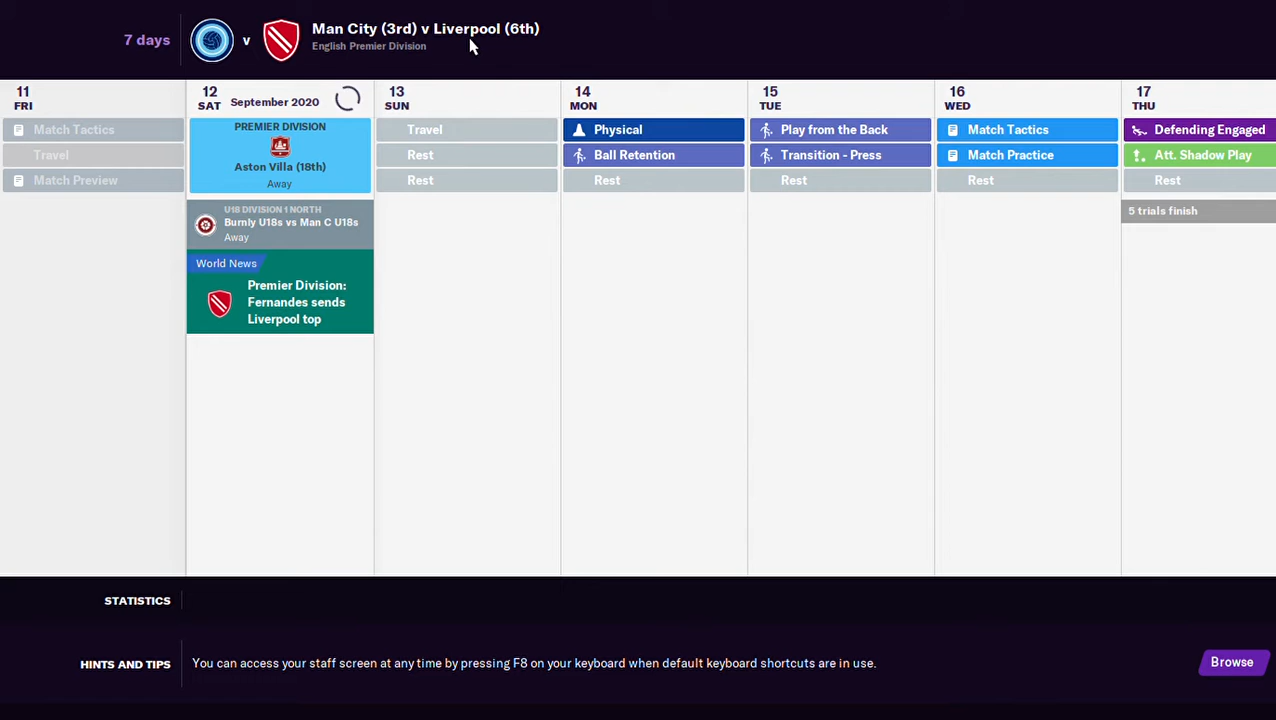 7 days
v
Man City (3rd) v Liverpool (6th)
English Premier Division
11
FRI
Match Tactics
Travel
Match Preview
12
SAT
September 2020
PREMIER DIVISION
Aston Villa (18th)
Away
U18 DIVISION 1 NORTH
Burnly U18s vs Man C U18s
Away
World News
Premier Division:
Fernandes sends
Liverpool top
13
SUN
Travel
Rest
Rest
14
MON
Physical
Ball Retention
Rest
15
TUE
Play from the Back
Transition - Press
Rest
16
WED
Match Tactics
Match Practice
Rest
17
THU
Defending Engaged
Att. Shadow Play
Rest
5 trials finish
STATISTICS
HINTS AND TIPS
You can access your staff screen at any time by pressing F8 on your keyboard when default keyboard shortcuts are in use.
Browse